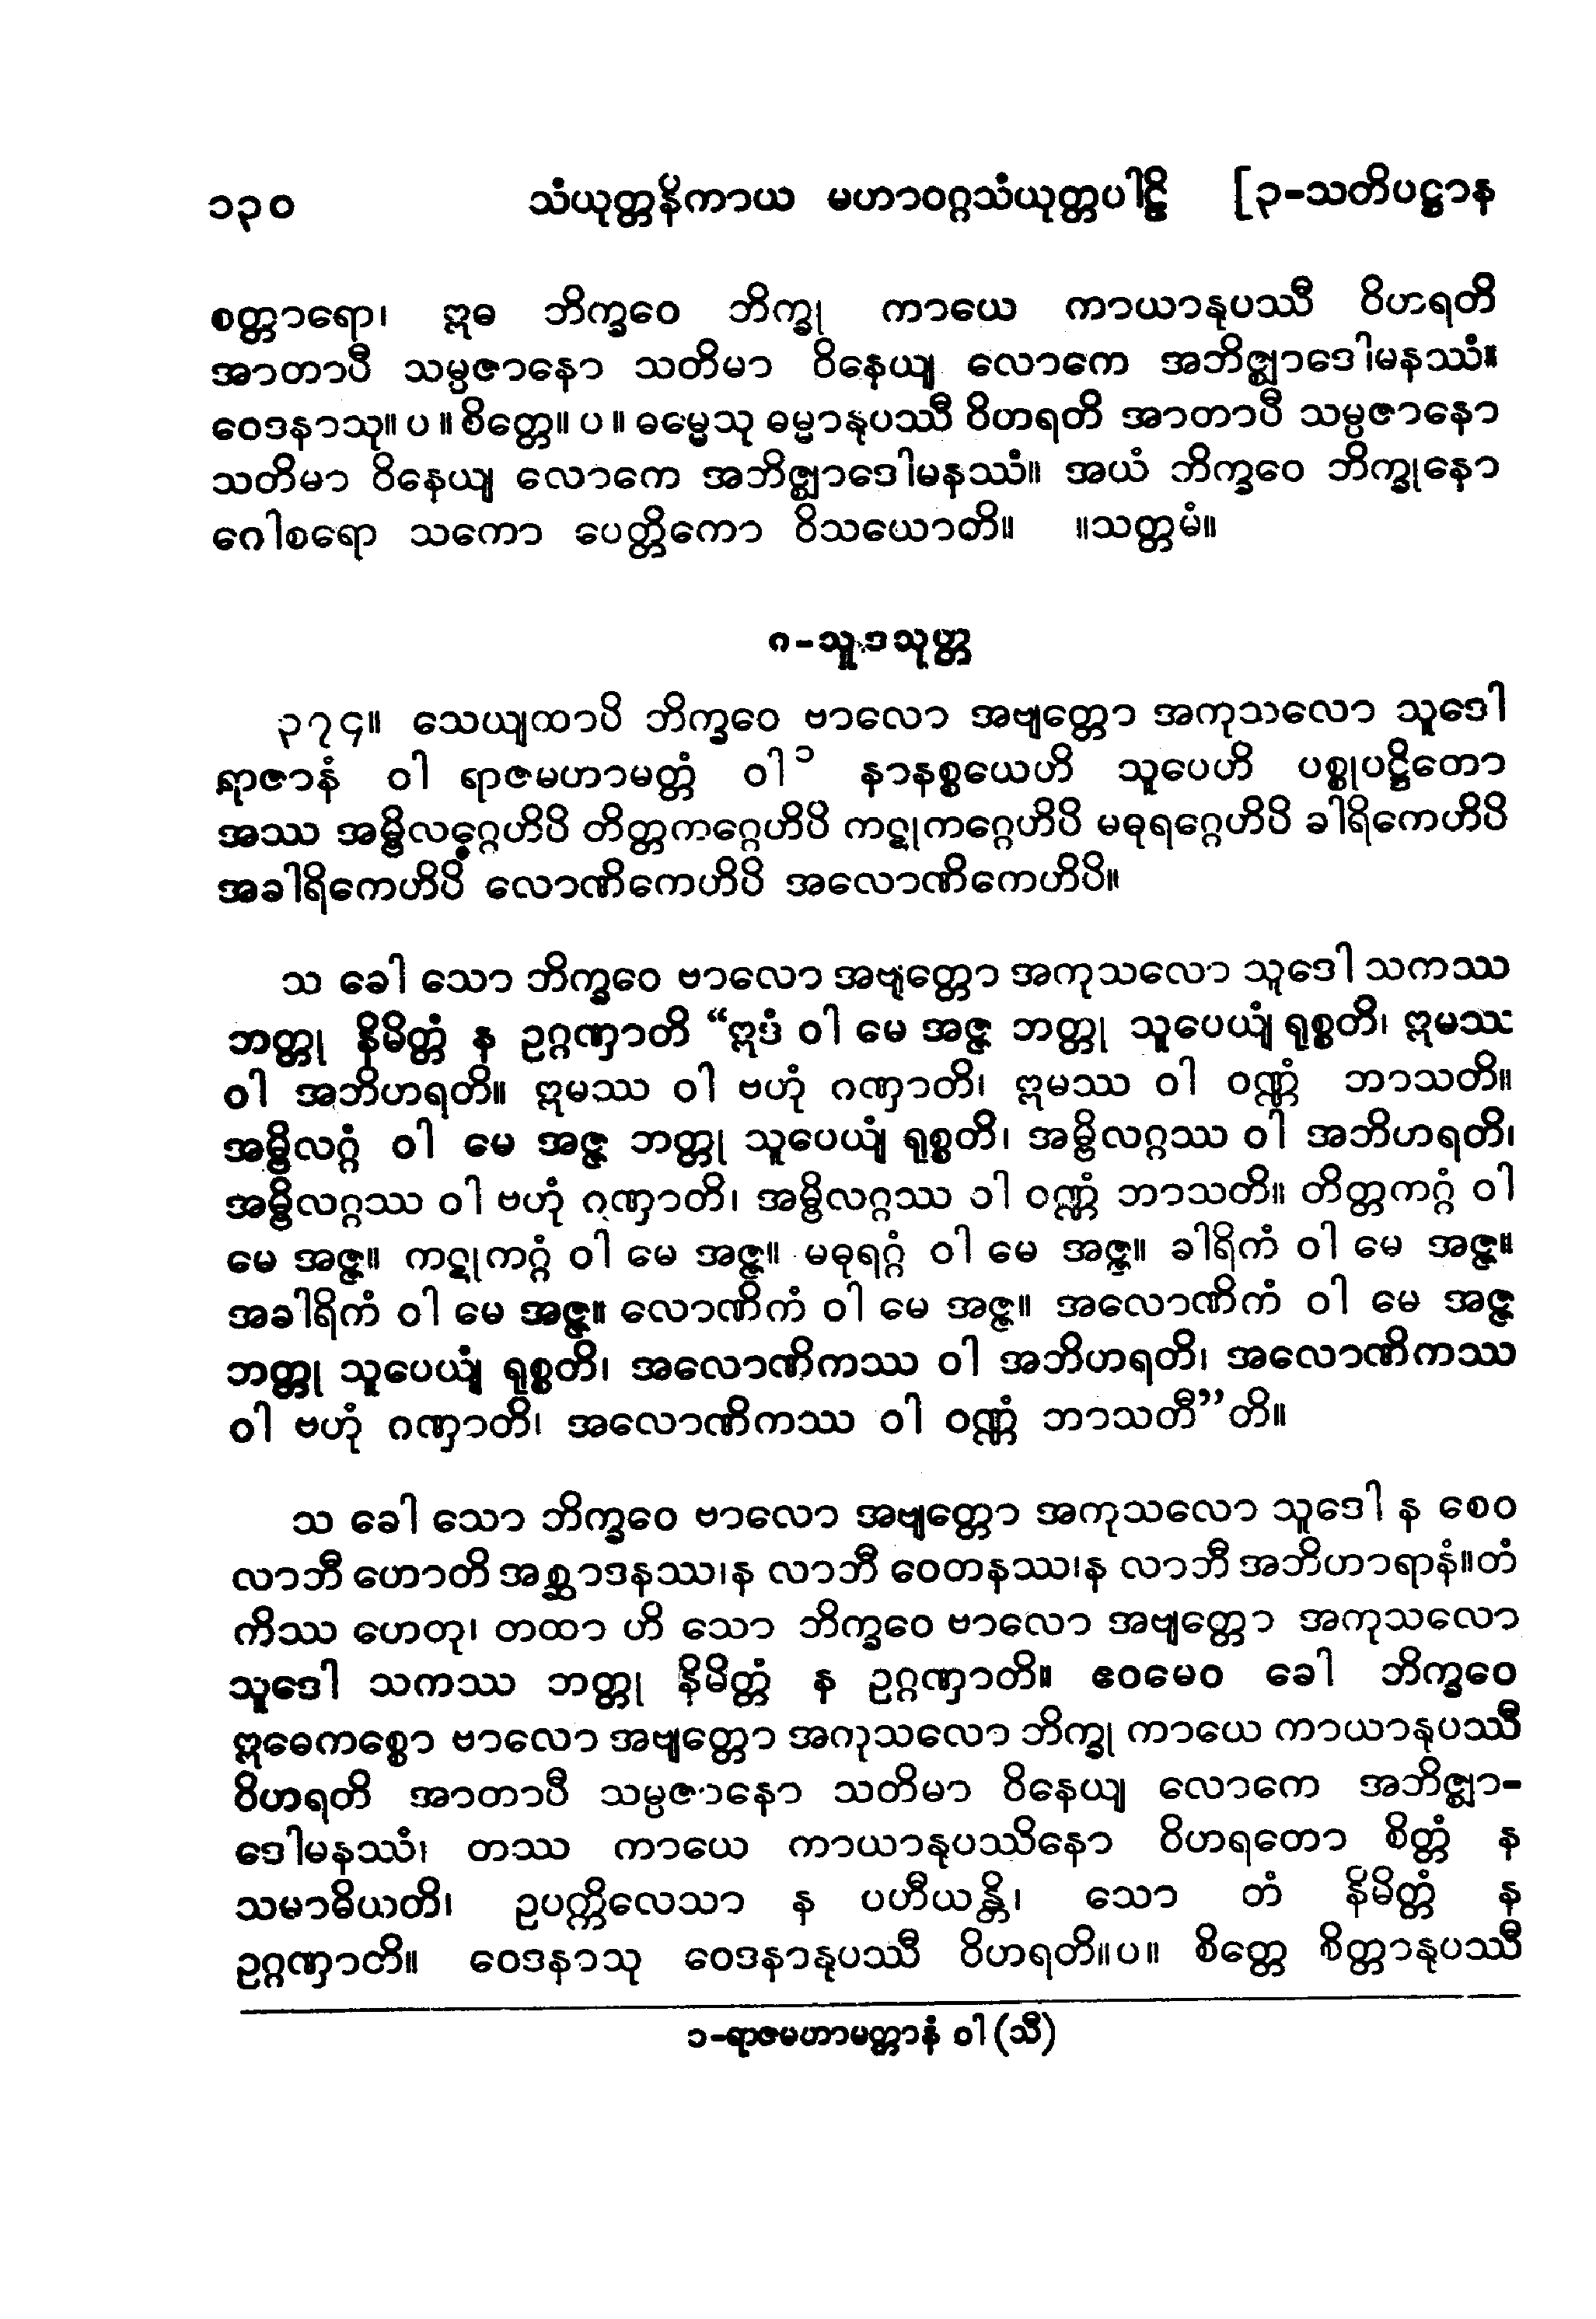 ၁၃၀ သံယုတ္တနိကာယ မဟာဝဂ္ဂသံယုတ္တပါဠိ [၃-သတိပဋ္ဌာန
စတ္တာရော၊ ဣဓ ဘိက္ခဝေ ဘိက္ခု ကာယေ ကာယာနုပဿီ ဝိဟရတိ
အာတာပီ သမ္ပဇာနော သတိမာ ဝိနေယျ လောကေ အဘိဇ္ဈာဒေါမနဿံ။
ဝေဒနာသု။ ပ ။ စိတ္တေ။ ပ ။ ဓမ္မေသု ဓမ္မာနုပဿီ ဝိဟရတိ အာတာပီ သမ္ပဇာနော
သတိမာ ဝိနေယျ လောကေ အဘိဇ္ဈာဒေါမနဿံ။ အယံ ဘိက္ခဝေ ဘိက္ခုနော
ဂေါစရော သကော ပေတ္တိကော ဝိသယောတိ။ ။သတ္တမံ။
၈-သူဒသုတ္တ
၃၇၄။ သေယျထာပိ ဘိက္ခဝေ ဗာလော အဗျတ္တော အကုသလော သူဒေါ
ရာဇာနံ ဝါ ရာဇမဟာမတ္တံ ဝါ ၁ နာနစ္စယေဟိ သူပေဟိ ပစ္စုပဋ္ဌိတော
အဿ အမ္ဗိလဂ္ဂေဟိပိ တိတ္တကဂ္ဂေဟိပိ ကဋုကဂ္ဂေဟိပိ မဓုရဂ္ဂေဟိပိ ခါရိကေဟိပိ
အခါရိကေဟိပိ လောဏိကေဟိပိ အလောဏိကေဟိပိ။
သ ခေါ သော ဘိက္ခဝေ ဗာလော အဗျတ္တော အကုသလော သူဒေါ သကဿ
ဘတ္တု နိမိတ္တံ န ဥဂ္ဂဏှာတိ “ဣဒံ ဝါ မေ အဇ္ဇ ဘတ္တု သူပေယျံ ရုစ္စတိ၊ ဣမဿ
ဝါ အဘိဟရတိ။ ဣမဿ ဝါ ဗဟုံ ဂဏှာတိ၊ ဣမဿ ဝါ ဝဏ္ဏံ ဘာသတိ။
အမ္ဗိလဂ္ဂံ ဝါ မေ အဇ္ဇ ဘတ္တု သူပေယျံ ရုစ္စတိ၊ အမ္ဗိလဂ္ဂဿ ဝါ အဘိဟရတိ၊
အမ္ဗိလဂ္ဂဿ ဝါ ဗဟုံ ဂဏှာတိ၊ အမ္ဗိလဂ္ဂဿ ဝါ ဝဏ္ဏံ ဘာသတိ။ တိတ္တကဂ္ဂံ ဝါ
မေ အဇ္ဇ။ ကဋုကဂ္ဂံ ဝါ မေ အဇ္ဇ။ မဓုရဂ္ဂံ ဝါ မေ အဇ္ဇ။ ခါရိကံ ဝါ မေ အဇ္ဇ။
အခါရိကံ ဝါ မေ အဇ္ဇ။ လောဏိကံ ဝါ မေ အဇ္ဇ။ အလောဏိကံ ဝါ မေ အဇ္ဇ
ဘတ္တု သူပေယျံ ရုစ္စတိ၊ အလောဏိကဿ ဝါ အဘိဟရတိ၊ အလောဏိကဿ
ဝါ ဗဟုံ ဂဏှာတိ၊ အလောဏိကဿ ဝါ ဝဏ္ဏံ ဘာသတီ”တိ။
သ ခေါ သော ဘိက္ခဝေ ဗာလော အဗျတ္တော အကုသလော သူဒေါ န စေဝ
လာဘီ ဟောတိ အစ္ဆာဒနဿ၊န လာဘီ ဝေတနဿ၊န လာဘီ အဘိဟာရာနံ။တံ
ကိဿ ဟေတု၊ တထာ ဟိ သော ဘိက္ခဝေ ဗာလော အဗျတ္တော အကုသလော
သူဒေါ သကဿ ဘတ္တု နိမိတ္တံ န ဥဂ္ဂဏှာတိ။ ဧဝမေဝ ခေါ ဘိက္ခဝေ
ဣဓေကစ္စော ဗာလော အဗျတ္တော အကုသလော ဘိက္ခု ကာယေ ကာယာနုပဿီ
ဝိဟရတိ အာတာပီ သမ္ပဇာနော သတိမာ ဝိနေယျ လောကေ အဘိဇ္ဈာ-
ဒေါမနဿံ၊ တဿ ကာယေ ကာယာနုပဿိနော ဝိဟရတော စိတ္တံ န
သမာဓိယတိ၊ ဥပက္ကိလေသာ န ပဟီယန္တိ၊ သော တံ နိမိတ္တံ န
ဥဂ္ဂဏှာတိ။ ဝေဒနာသု ဝေဒနာနုပဿီ ဝိဟရတိ။ပ။ စိတ္တေ စိတ္တာနုပဿီ
၁-ရာဇမဟာမတ္တာနံ ဝါ (သီ)